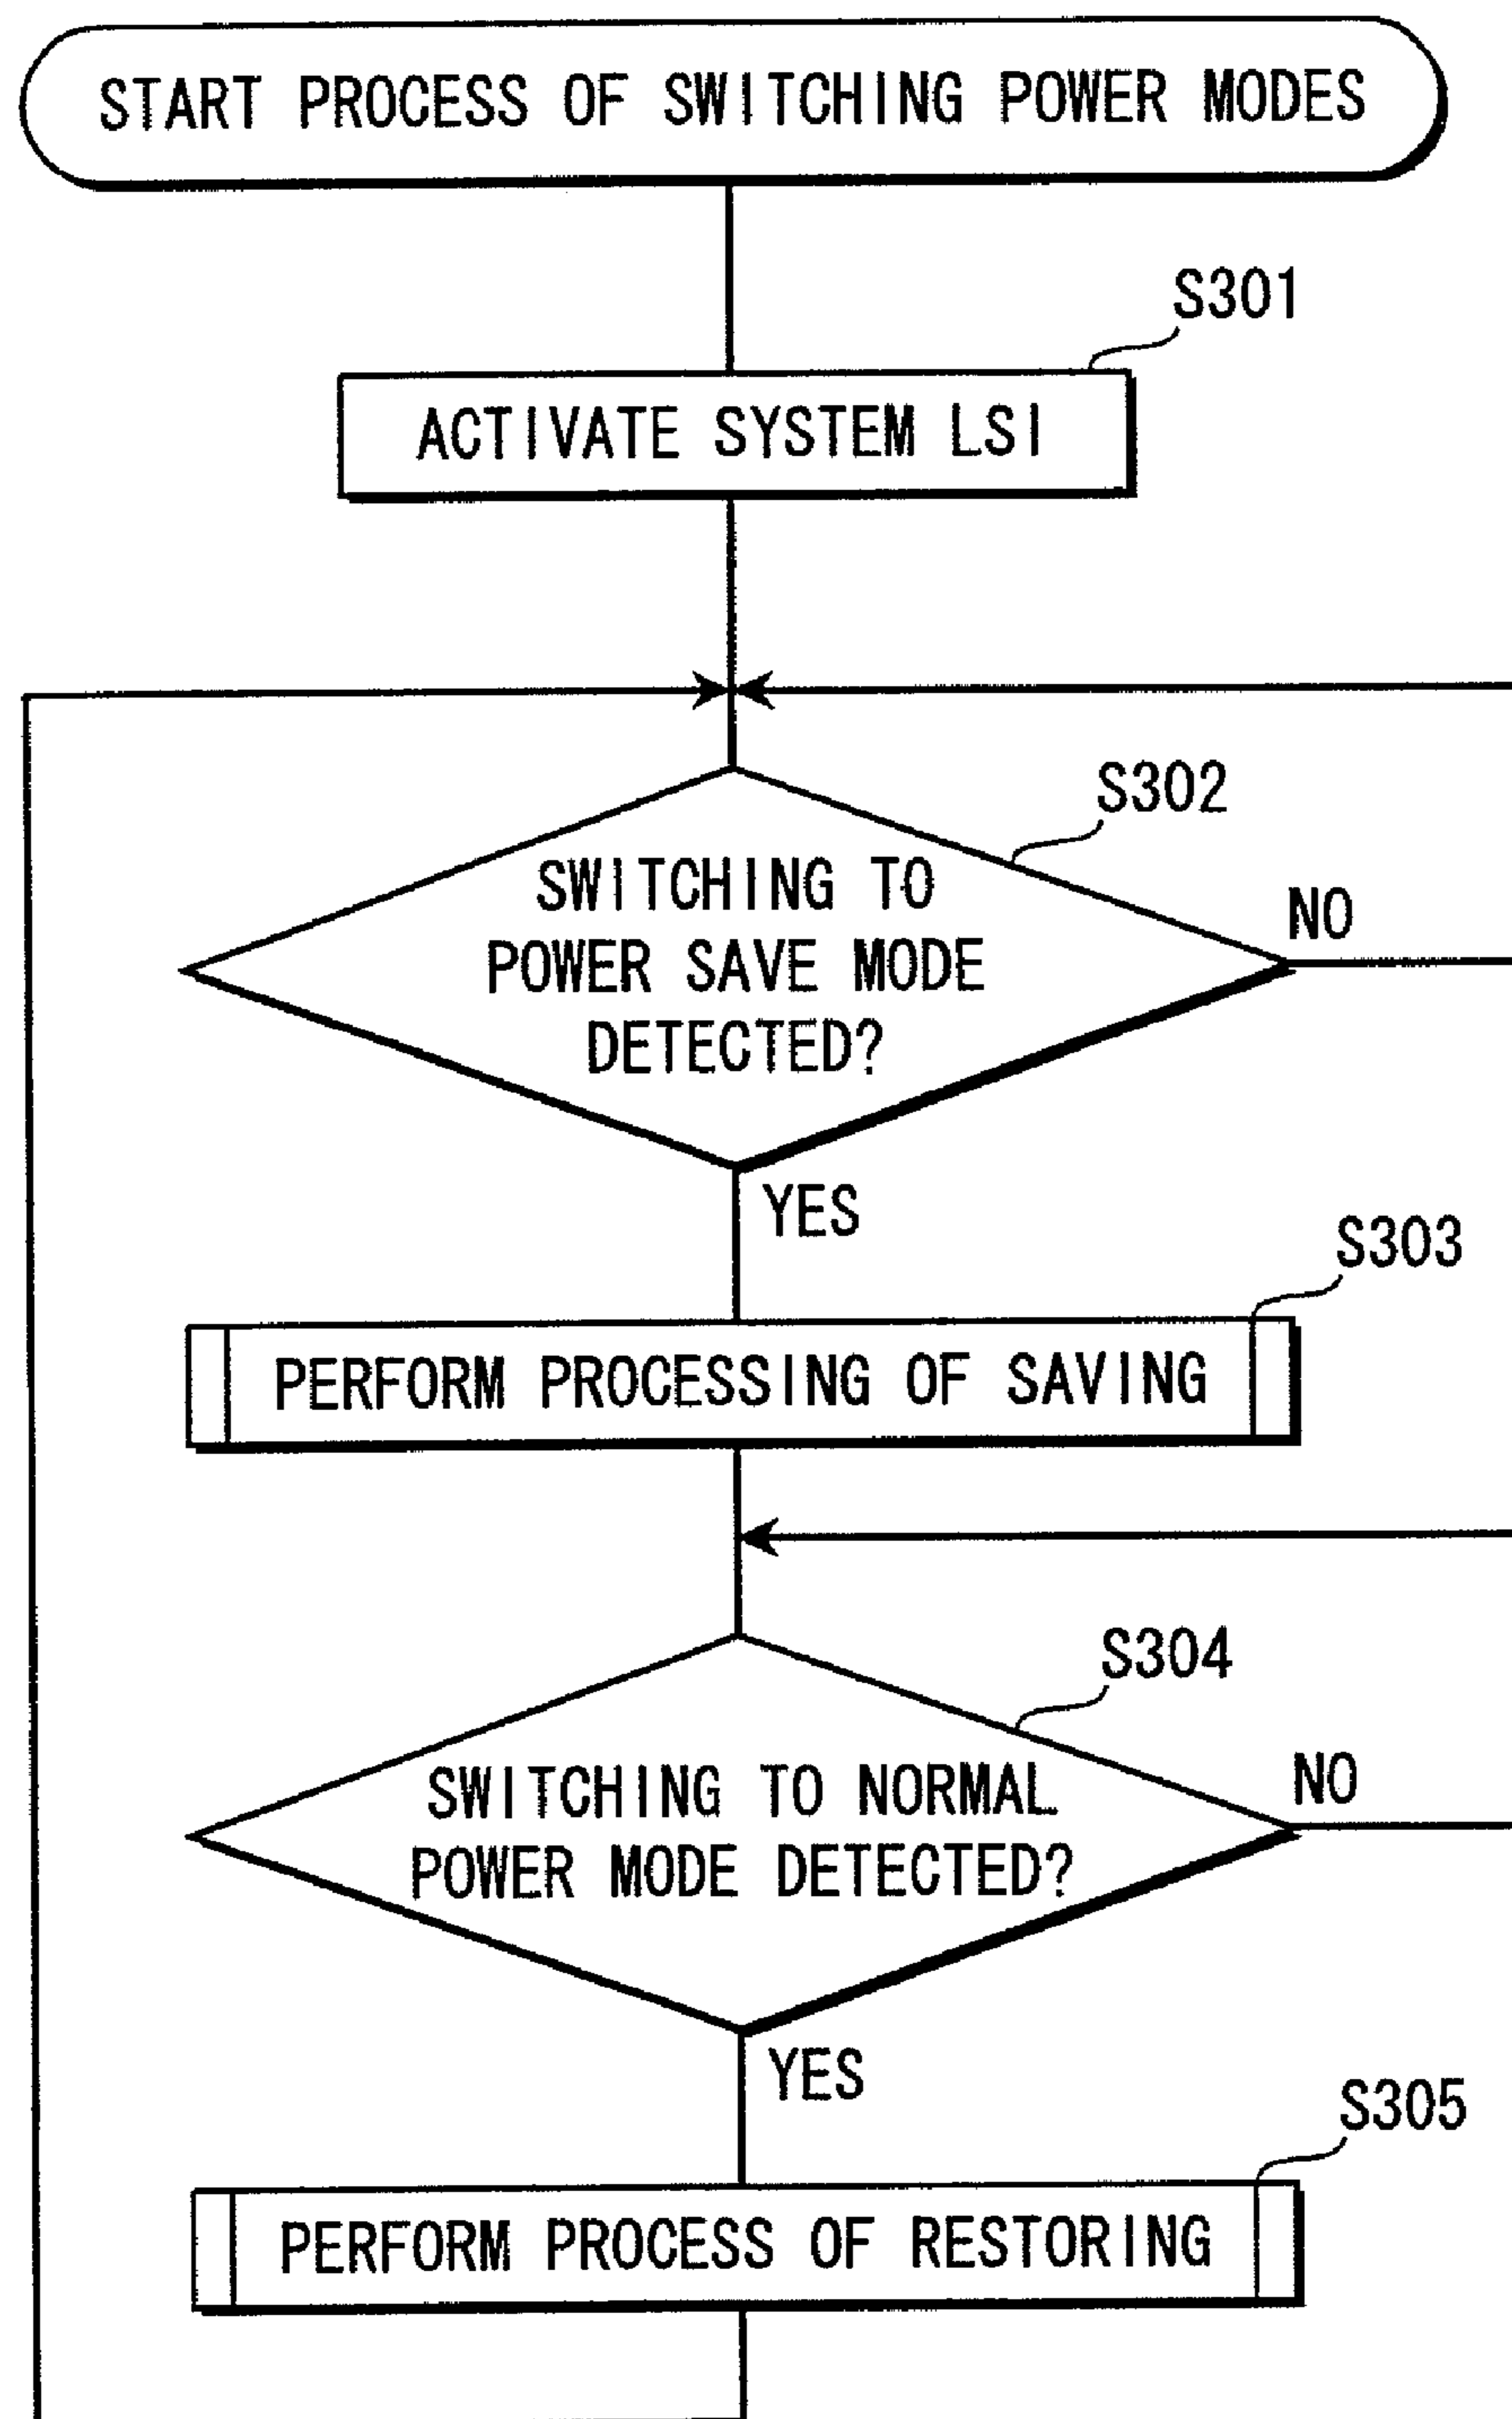 START PROCESS OF SWITCHING POWER MODES
S301
ACTIVATE SYSTEM LSI
S302
SWITCHING TO
POWER SAVE MODE
DETECTED?
NO
YES
S303
PERFORM PROCESSING OF SAVING
S304
SWITCHING TO NORMAL
POWER MODE DETECTED?
NO
YES
S305
PERFORM PROCESS OF RESTORING